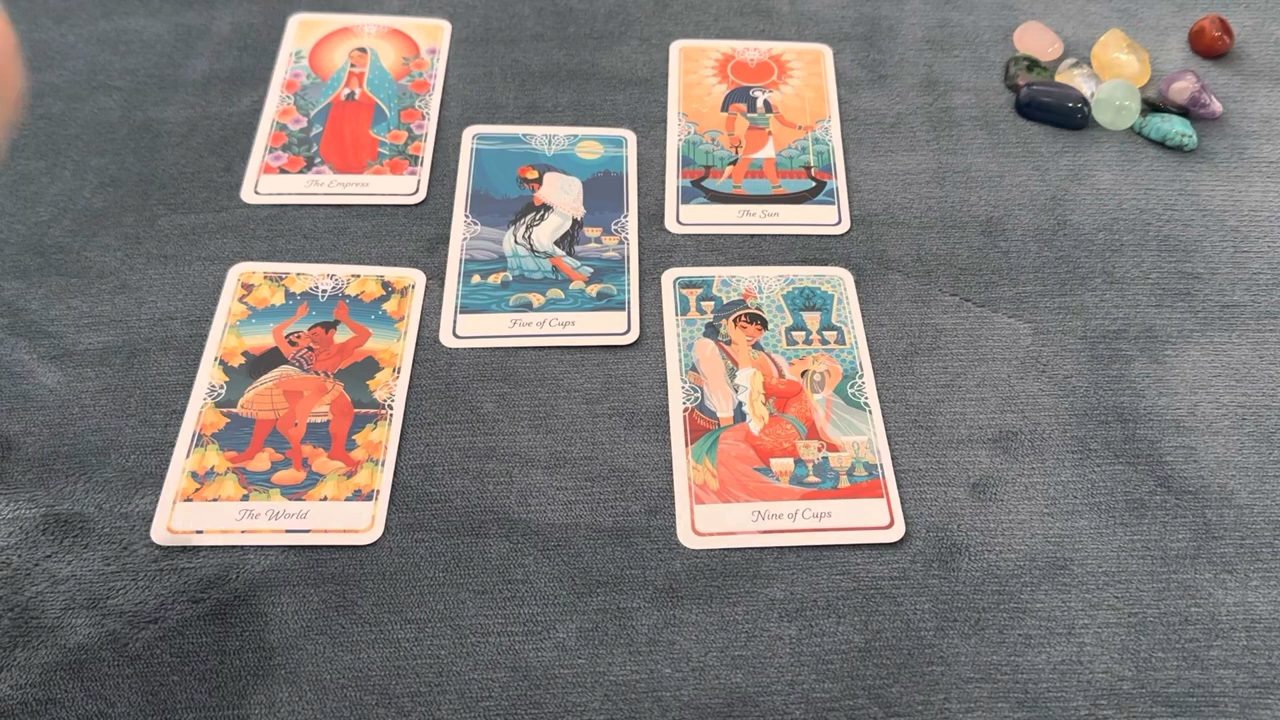 The Empress
The Sun
Five of Cups
The World
Nine of Cups